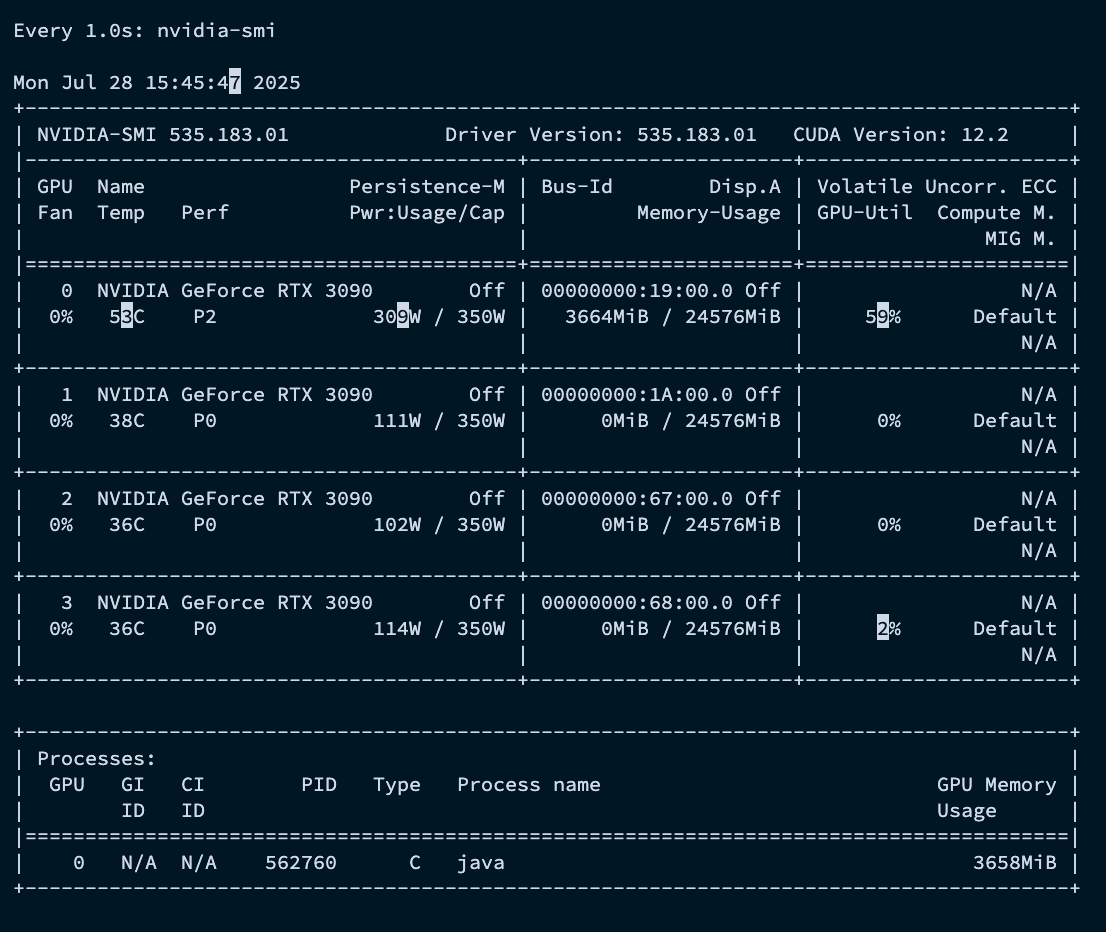 Every 1.0s: nvidia-smi
Mon Jul 28 15:45:47 2025
+---------------------------------------------------------------------------------------+
| NVIDIA-SMI 535.183.01             Driver Version: 535.183.01   CUDA Version: 12.2     |
|-----------------------------------------+----------------------+----------------------+
| GPU  Name                 Persistence-M | Bus-Id        Disp.A | Volatile Uncorr. ECC |
| Fan  Temp   Perf          Pwr:Usage/Cap |         Memory-Usage | GPU-Util  Compute M. |
|                                         |                      |               MIG M. |
|=========================================+======================+======================|
|   0  NVIDIA GeForce RTX 3090        Off | 00000000:19:00.0 Off |                  N/A |
|  0%   53C    P2             309W / 350W |   3664MiB / 24576MiB |     59%      Default |
|                                         |                      |                  N/A |
+-----------------------------------------+----------------------+----------------------+
|   1  NVIDIA GeForce RTX 3090        Off | 00000000:1A:00.0 Off |                  N/A |
|  0%   38C    P0             111W / 350W |      0MiB / 24576MiB |      0%      Default |
|                                         |                      |                  N/A |
+-----------------------------------------+----------------------+----------------------+
|   2  NVIDIA GeForce RTX 3090        Off | 00000000:67:00.0 Off |                  N/A |
|  0%   36C    P0             102W / 350W |      0MiB / 24576MiB |      0%      Default |
|                                         |                      |                  N/A |
+-----------------------------------------+----------------------+----------------------+
|   3  NVIDIA GeForce RTX 3090        Off | 00000000:68:00.0 Off |                  N/A |
|  0%   36C    P0             114W / 350W |      0MiB / 24576MiB |      2%      Default |
|                                         |                      |                  N/A |
+-----------------------------------------+----------------------+----------------------+
+---------------------------------------------------------------------------------------+
| Processes:                                                                            |
|  GPU   GI   CI        PID   Type   Process name                            GPU Memory |
|        ID   ID                                                             Usage      |
|=======================================================================================|
|    0   N/A  N/A    562760      C   java                                       3658MiB |
+---------------------------------------------------------------------------------------+